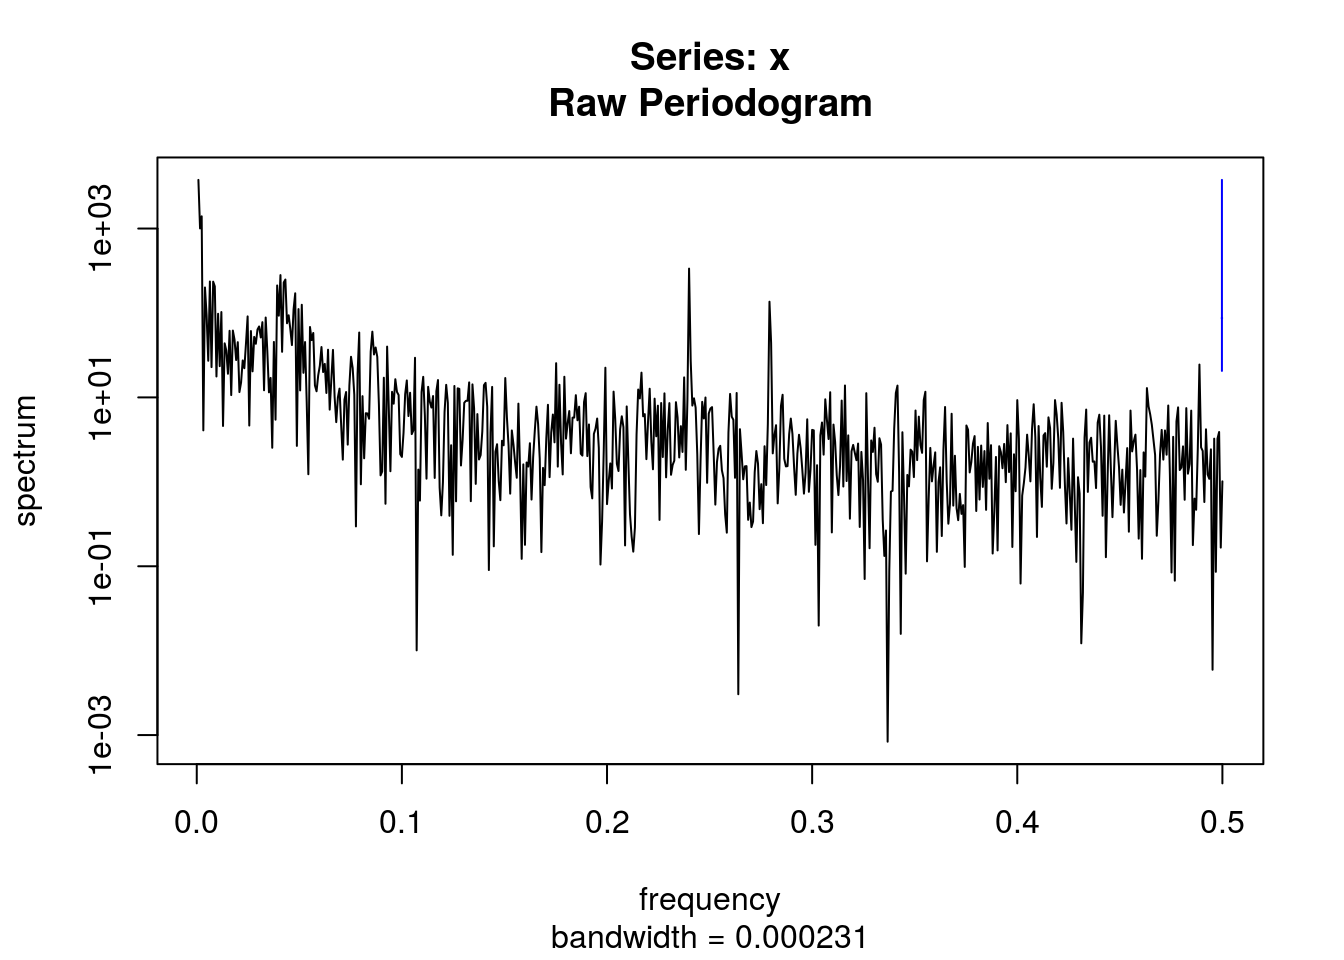 Series: x
Raw Periodogram
spectrum
1e+03
1e+01
1e-01
1e-03
0.0 0.1 0.2 0.3 0.4 0.5
frequency
bandwidth = 0.000231